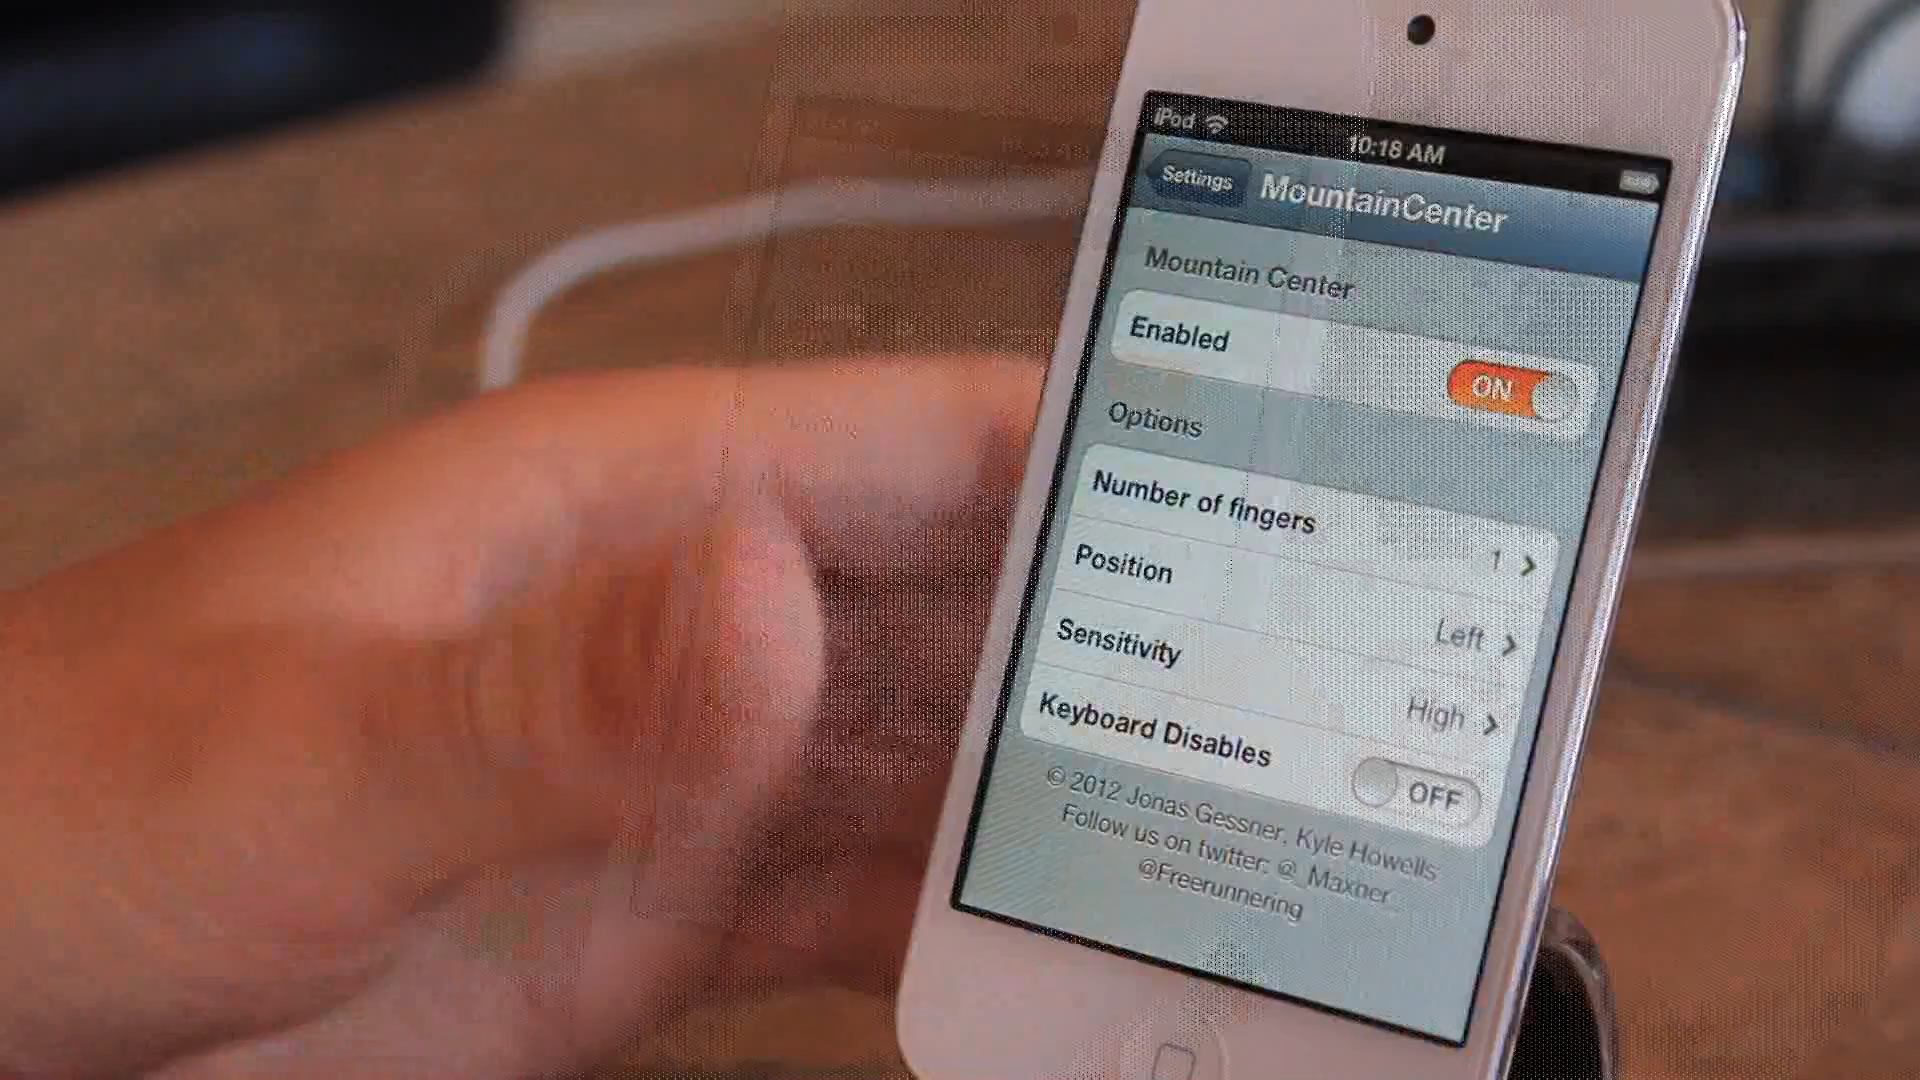 iPod
10:18 AM
Settings
MountainCenter
Mountain Center
Enabled
ON
Options
Number of fingers
1
Position
Left
Sensitivity
High
Keyboard Disables
OFF
© 2012 Jonas Gessner, Kyle Howells
Follow us on twitter: @_Maxner,
@Freerunnering